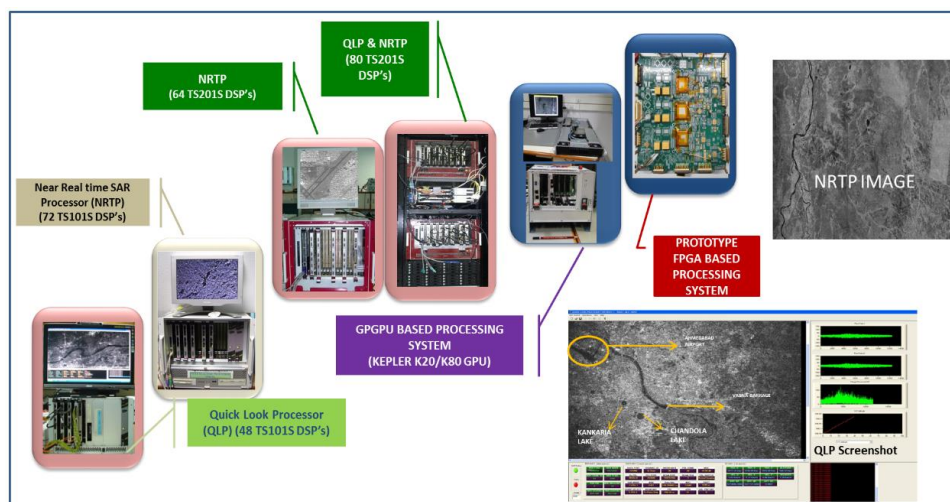 QLP & NRTP
(80 TS201S
DSP's)
NRTP
(64 TS201S DSP's)
Near Real time SAR
Processor (NRTP)
(72 TS101S DSP's)
NRTP IMAGE
PROTOTYPE
FPGA BASED
PROCESSING
SYSTEM
GPGPU BASED PROCESSING
SYSTEM
(KEPLER K20/K80 GPU)
Quick Look Processor
(QLP) (48 TS101S DSP's)
AHMEDABAD
AIRPORT
KANKARIA
LAKE
CHANDOLA
LAKE
QLP Screenshot